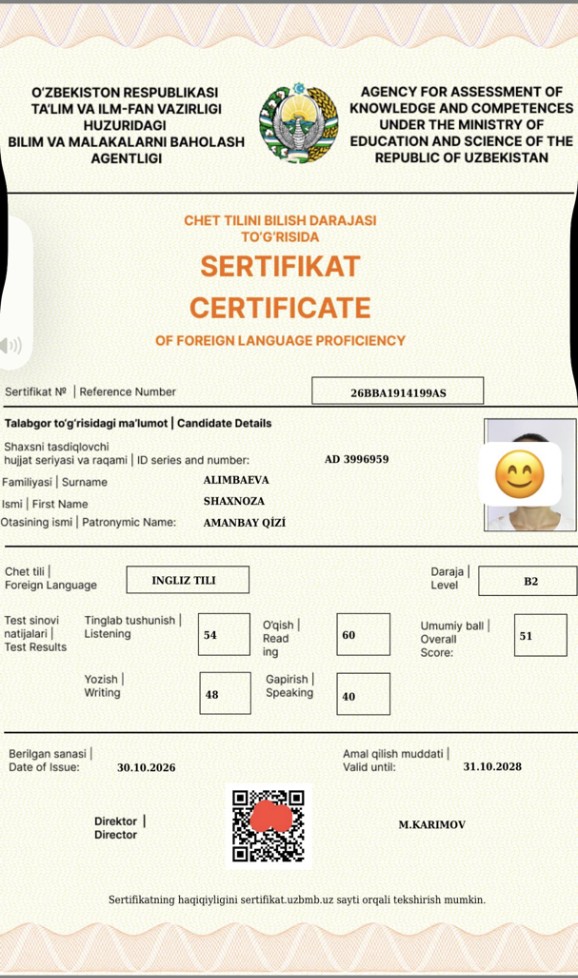 O'ZBEKISTON RESPUBLIKASI
TA'LIM VA ILM-FAN VAZIRLIGI
HUZURIDAGI
BILIM VA MALAKALARNI BAHOLASH
AGENTLIGI
AGENCY FOR ASSESSMENT OF
KNOWLEDGE AND COMPETENCES
UNDER THE MINISTRY OF
EDUCATION AND SCIENCE OF THE
REPUBLIC OF UZBEKISTAN
CHET TILINI BILISH DARAJASI
TO'G'RISIDA
SERTIFIKAT
CERTIFICATE
OF FOREIGN LANGUAGE PROFICIENCY
Sertifikat № | Reference Number
26BBA1914199AS
Talabgor to'g'risidagi ma'lumot | Candidate Details
Shaxsni tasdiqlovchi
hujjat seriyasi va raqami | ID series and number:
AD 3996959
Familiyasi | Surname
ALIMBAEVA
Ismi | First Name
SHAXNOZA
Otasining ismi | Patronymic Name:
AMANBAY QİZİ
Chet tili |
Foreign Language
INGLIZ TILI
Daraja |
Level
B2
Test sinovi
natijalari |
Test Results
Tinglab tushunish |
Listening
54
O'qish |
Read
ing
60
Umumiy ball |
Overall
Score:
51
Yozish |
Writing
48
Gapirish |
Speaking
40
Berilgan sanasi |
Date of Issue:
30.10.2026
Amal qilish muddati |
Valid until:
31.10.2028
Direktor |
Director
M.KARIMOV
Sertifikatning haqiqiyligini sertifikat.uzbmb.uz sayti orqali tekshirish mumkin.